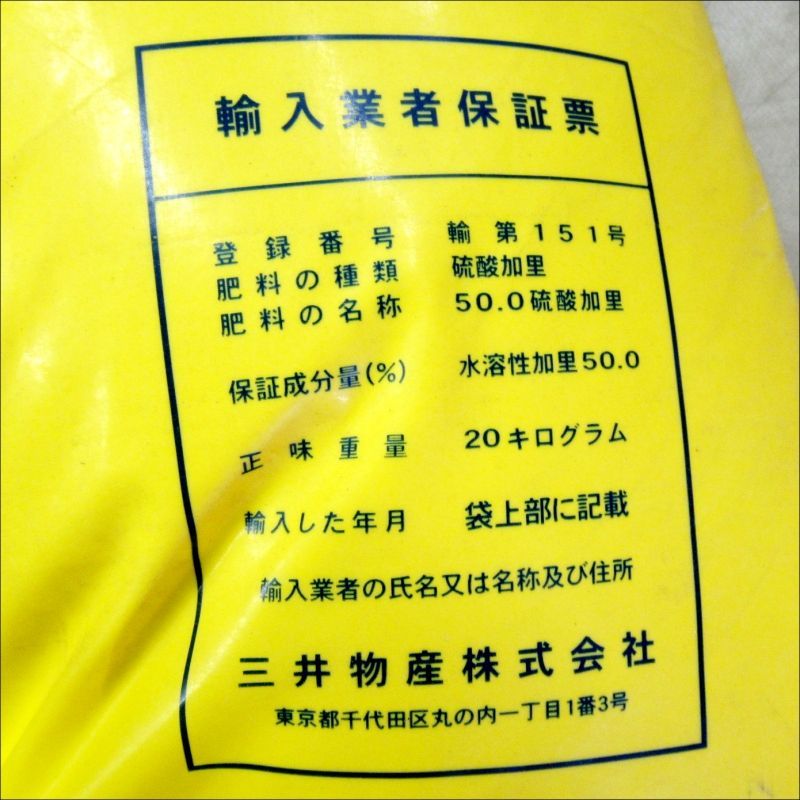 輸入業者保証票
登録番号 輸第151号
肥料の種類 硫酸加里
肥料の名称 50.0硫酸加里
保証成分量(%) 水溶性加里50.0
正味重量 20キログラム
輸入した年月 袋上部に記載
輸入業者の氏名又は名称及び住所
三井物産株式会社
東京都千代田区丸の内一丁目1番3号